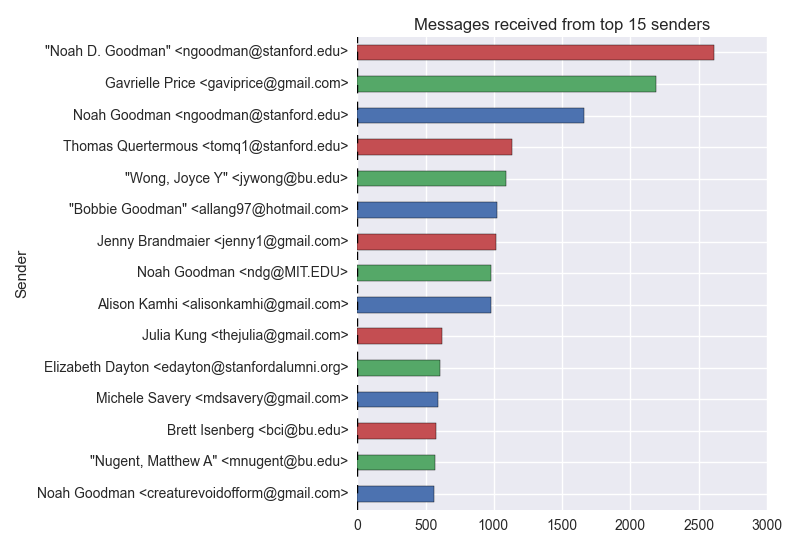 Messages received from top 15 senders
"Noah D. Goodman" <ngoodman@stanford.edu>
Gavrielle Price <gaviprice@gmail.com>
Noah Goodman <ngoodman@stanford.edu>
Thomas Quertermous <tomq1@stanford.edu>
"Wong, Joyce Y" <jywong@bu.edu>
"Bobbie Goodman" <allang97@hotmail.com>
Jenny Brandmaier <jenny1@gmail.com>
Noah Goodman <ndg@MIT.EDU>
Alison Kamhi <alisonkamhi@gmail.com>
Julia Kung <thejulia@gmail.com>
Elizabeth Dayton <edayton@stanfordalumni.org>
Michele Savery <mdsavery@gmail.com>
Brett Isenberg <bci@bu.edu>
"Nugent, Matthew A" <mnugent@bu.edu>
Noah Goodman <creaturevoidofform@gmail.com>
Sender
0 500 1000 1500 2000 2500 3000